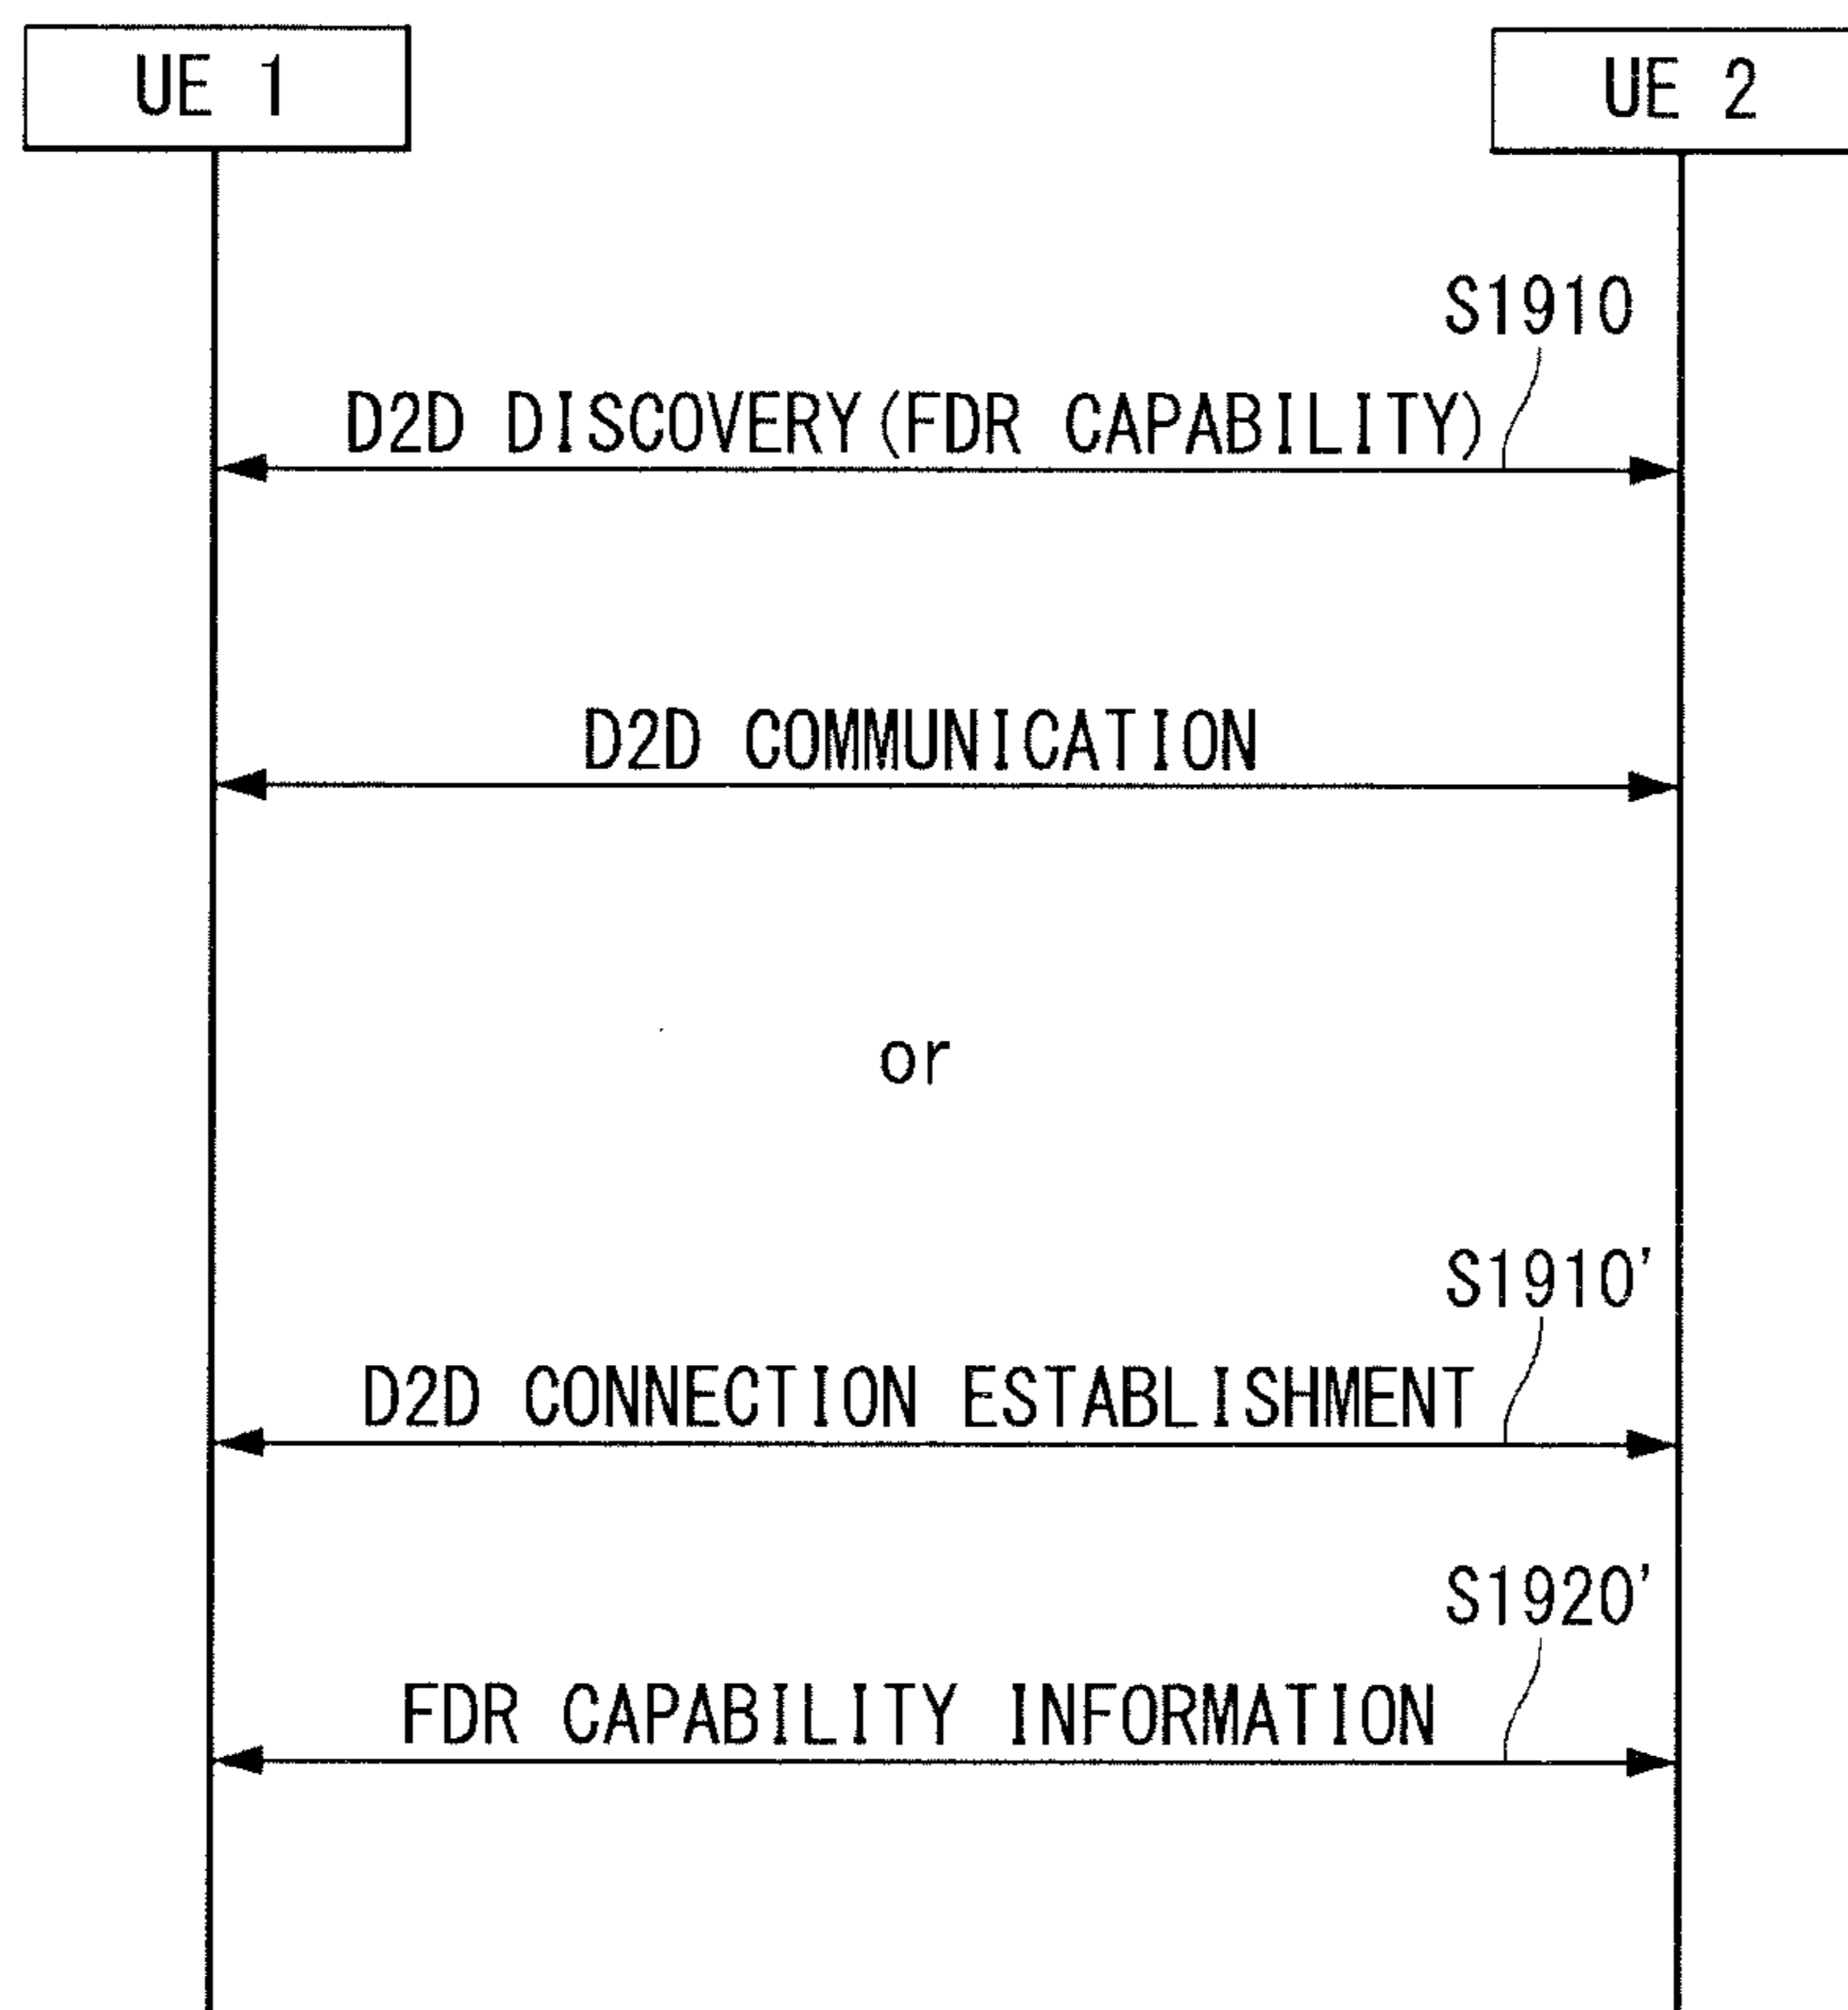 UE 1
UE 2
S1910
D2D DISCOVERY(FDR CAPABILITY)
D2D COMMUNICATION
or
S1910'
D2D CONNECTION ESTABLISHMENT
S1920'
FDR CAPABILITY INFORMATION